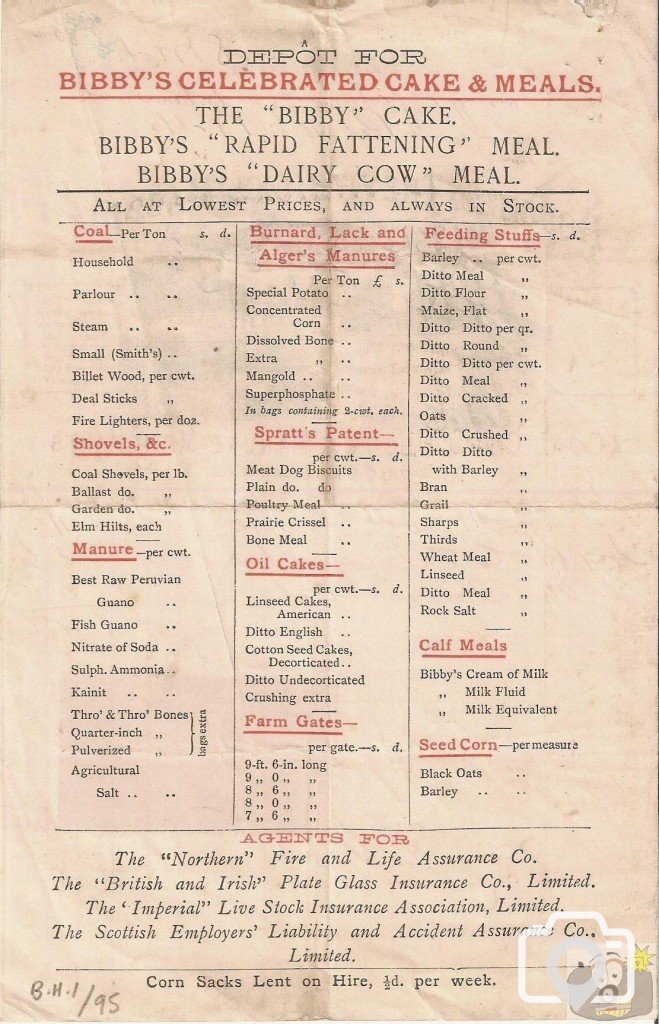 DEPÔT FOR
BIBBY'S CELEBRATED CAKE & MEALS.
THE "BIBBY" CAKE.
BIBBY'S "RAPID FATTENING" MEAL.
BIBBY'S "DAIRY COW" MEAL.
ALL AT LOWEST PRICES, AND ALWAYS IN STOCK.
Coal—Per Ton s. d.
Household ..
Parlour .. ..
Steam .. ..
Small (Smith's) ..
Billet Wood, per cwt.
Deal Sticks „
Fire Lighters, per doz.
Shovels, &c.
Coal Shovels, per lb.
Ballast do. „
Garden do. „
Elm Hilts, each
Manure—per cwt.
Best Raw Peruvian
Guano ..
Fish Guano ..
Nitrate of Soda ..
Sulph. Ammonia ..
Kainit .. ..
Thro' & Thro' Bones
Quarter-inch „
Pulverized „
bags extra
Agricultural
Salt .. ..
Burnard, Lack and
Alger's Manures
Per Ton £ s.
Special Potato ..
Concentrated
Corn ..
Dissolved Bone ..
Extra „ ..
Mangold .. ..
Superphosphate ..
In bags containing 2-cwt. each.
Spratt's Patent—
per cwt.—s. d.
Meat Dog Biscuits
Plain do. do
Poultry Meal ..
Prairie Crissel ..
Bone Meal ..
Oil Cakes—
per cwt.—s. d.
Linseed Cakes,
American ..
Ditto English ..
Cotton Seed Cakes,
Decorticated..
Ditto Undecorticated
Crushing extra
Farm Gates—
per gate.—s. d.
9-ft. 6-in. long
9 „ 0 „ „
8 „ 6 „ „
8 „ 0 „ „
7 „ 6 „ „
Feeding Stuffs—s. d.
Barley .. per cwt.
Ditto Meal „
Ditto Flour „
Maize, Flat „
Ditto Ditto per qr.
Ditto Round „
Ditto Ditto per cwt.
Ditto Meal „
Ditto Cracked „
Oats „
Ditto Crushed „
Ditto Ditto
with Barley „
Bran „
Grail „
Sharps „
Thirds „
Wheat Meal „
Linseed „
Ditto Meal „
Rock Salt „
Calf Meals
Bibby's Cream of Milk
„ Milk Fluid
„ Milk Equivalent
Seed Corn—per measure
Black Oats ..
Barley .. ..
AGENTS FOR
The "Northern" Fire and Life Assurance Co.
The "British and Irish" Plate Glass Insurance Co., Limited.
The 'Imperial" Live Stock Insurance Association, Limited.
The Scottish Employers' Liability and Accident Assurance Co.,
Limited.
Corn Sacks Lent on Hire, ½d. per week.
B.H.1/95